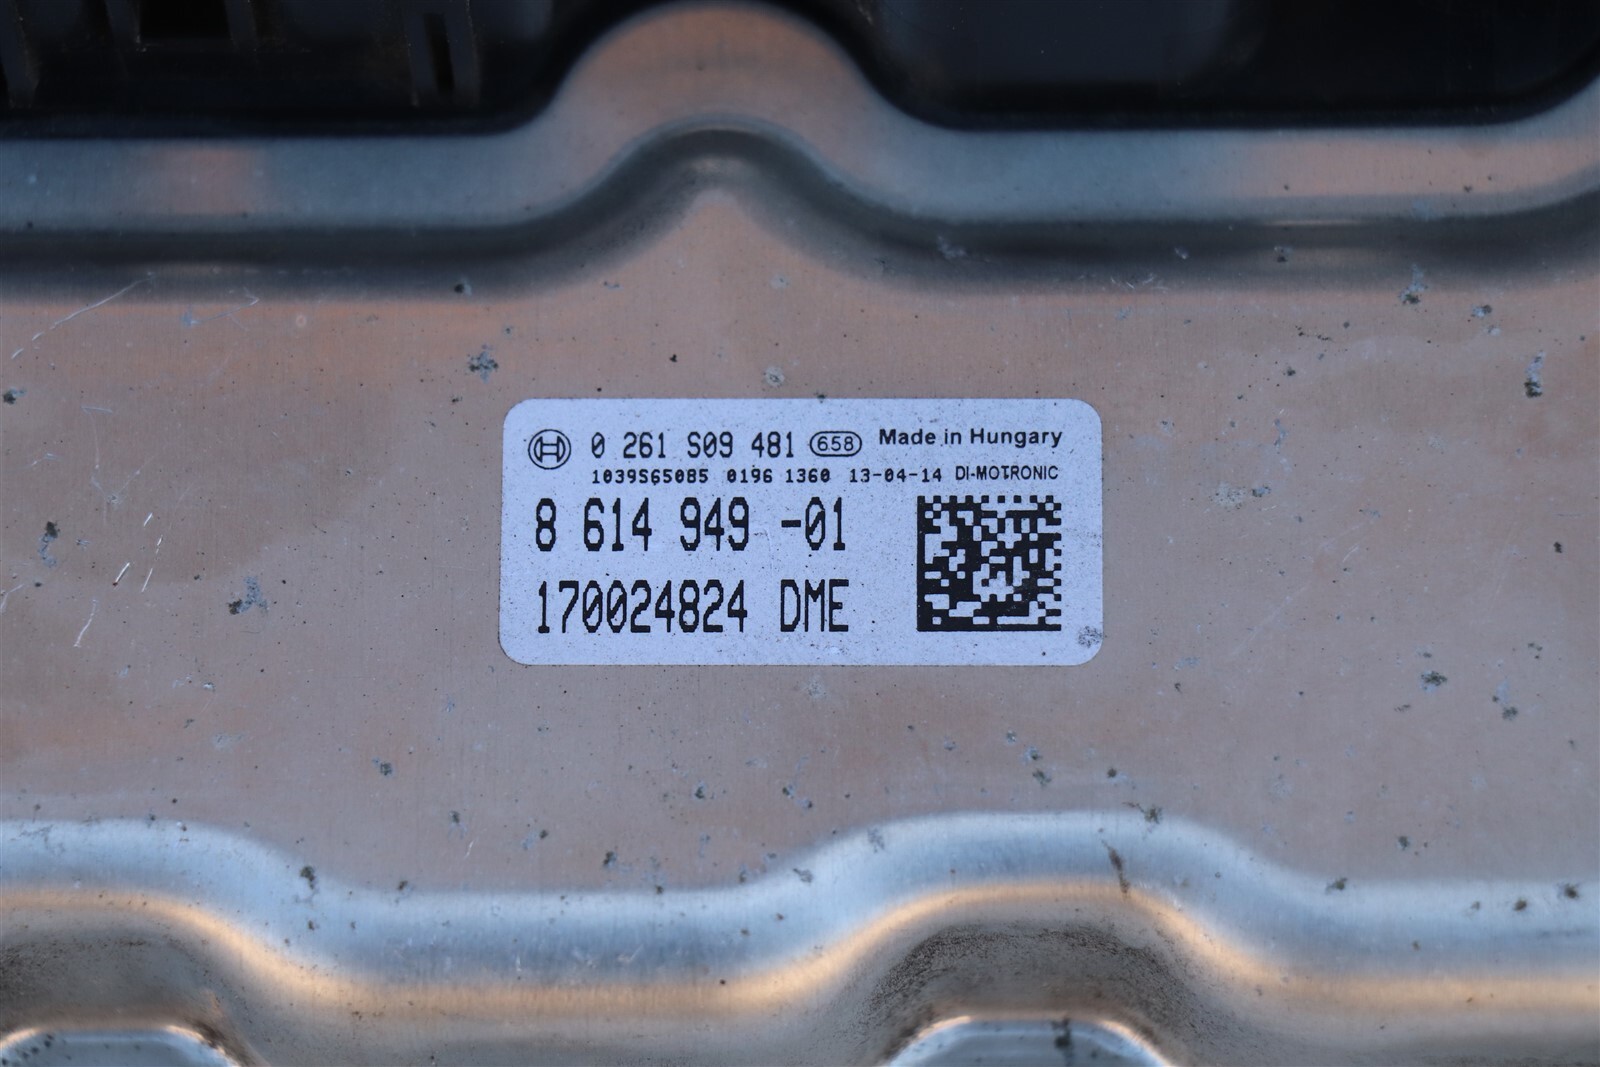 0 261 S09 481 658 Made in Hungary
1039S65085 0196 1360 13-04-14 DI-MOTRONIC
8 614 949 -01
170024824 DME